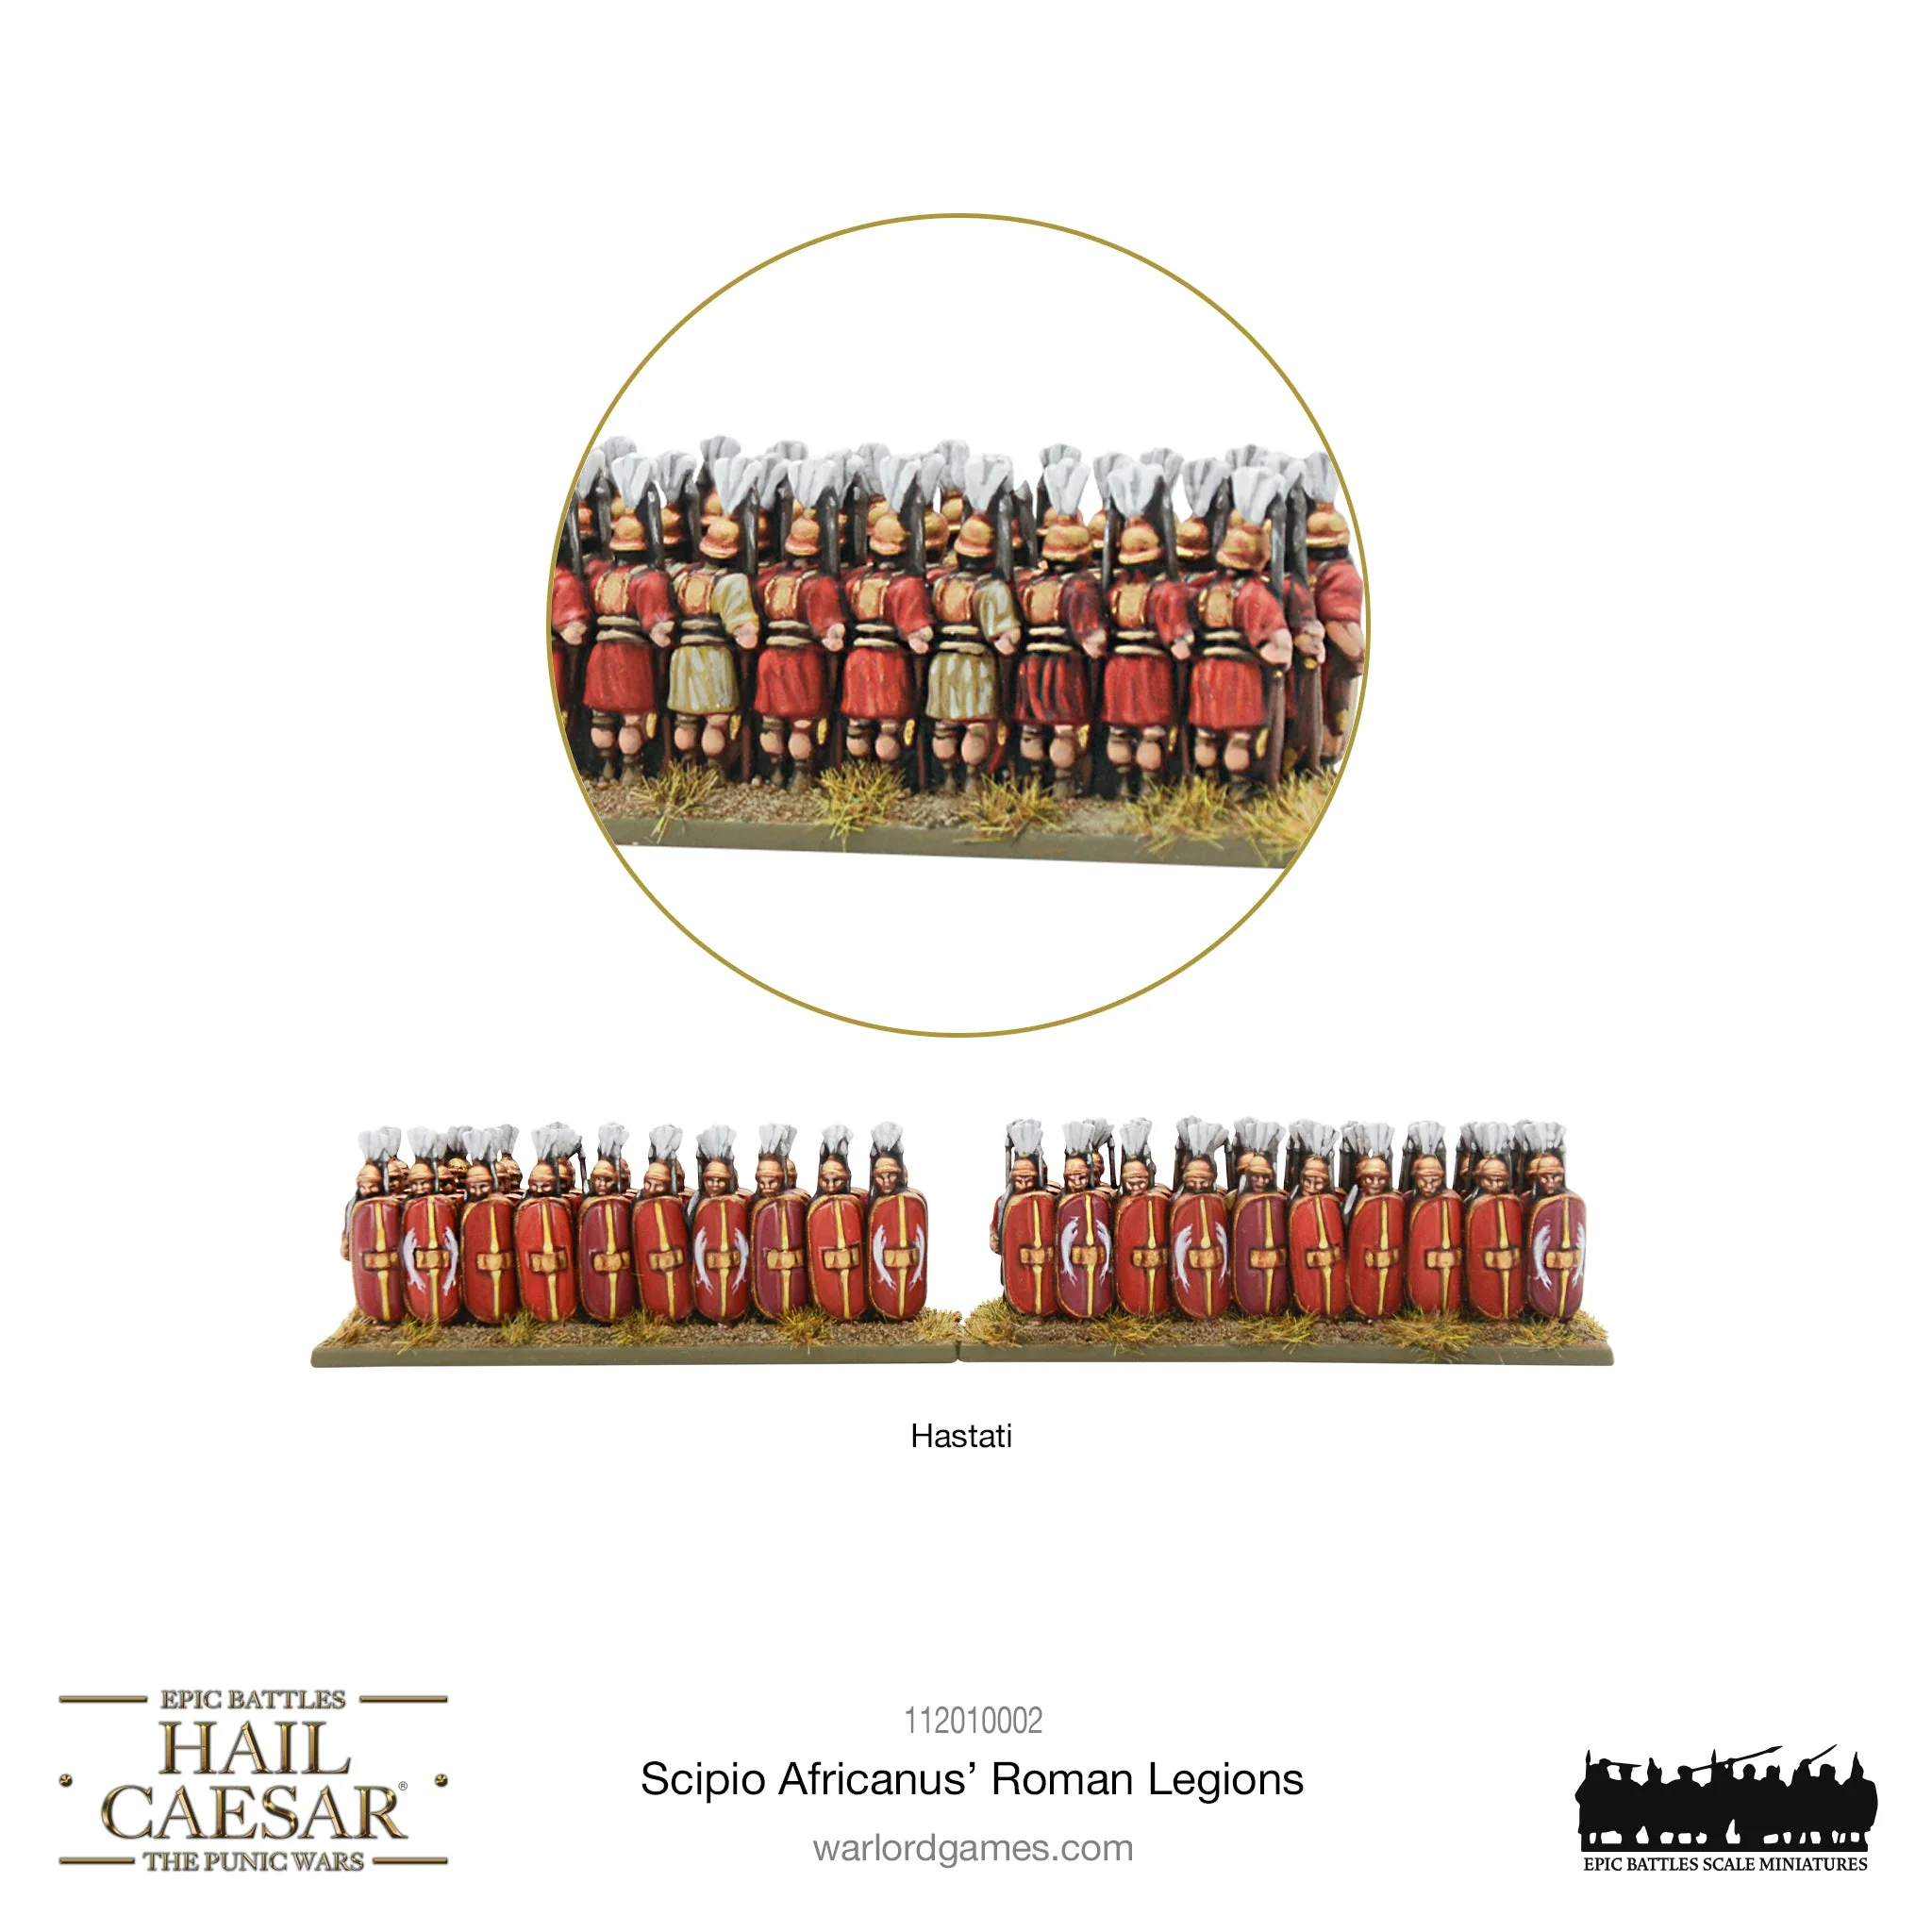 Hastati
EPIC BATTLES
HAIL
CAESAR®
THE PUNIC WARS
112010002
Scipio Africanus’ Roman Legions
warlordgames.com
EPIC BATTLES SCALE MINIATURES